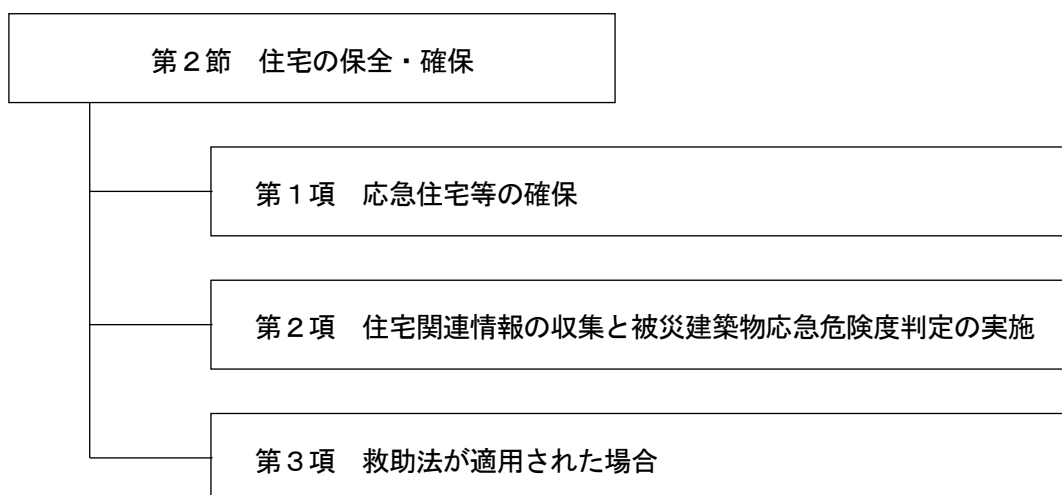 第２節　住宅の保全・確保
第１項　応急住宅等の確保
第２項　住宅関連情報の収集と被災建築物応急危険度判定の実施
第３項　救助法が適用された場合